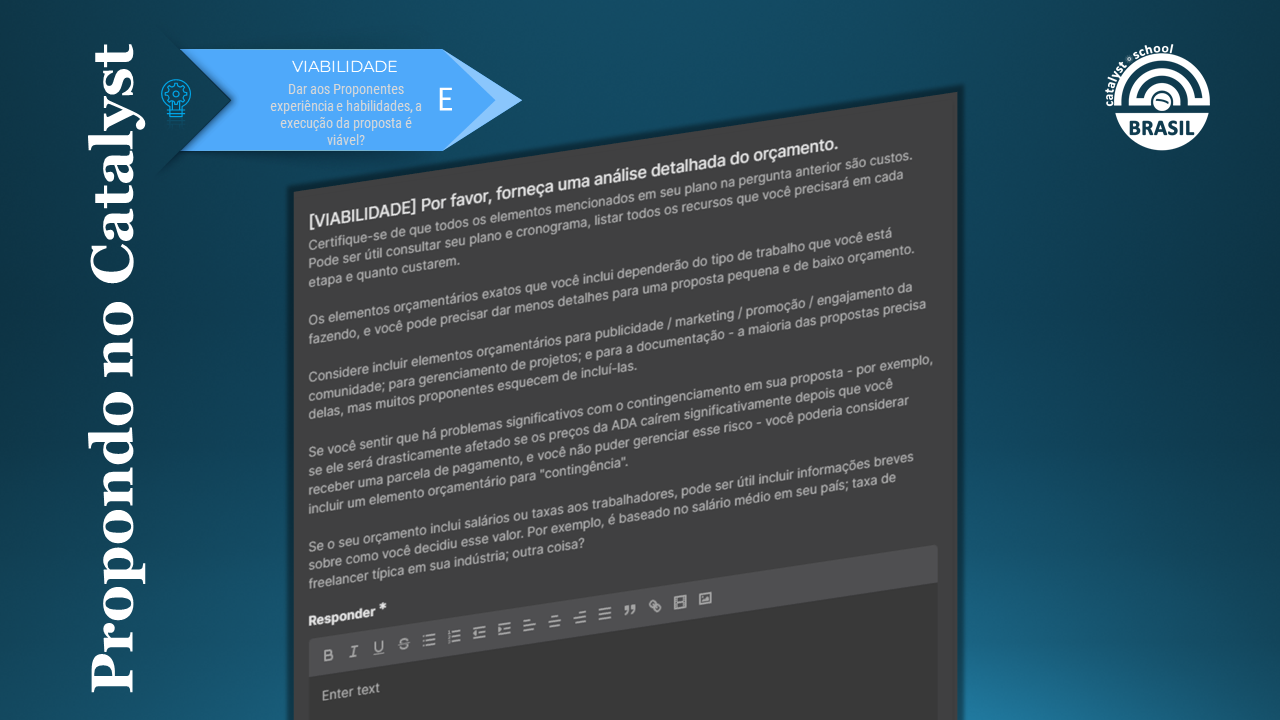 Propondo no Catalyst
VIABILIDADE
Dar aos Proponentes
experiência e habilidades, a
execução da proposta é
viável?
E
catalyst school
BRASIL
[VIABILIDADE] Por favor, forneça uma análise detalhada do orçamento.
Certifique-se de que todos os elementos mencionados em seu plano na pergunta anterior são custos.
Pode ser útil consultar seu plano e cronograma, listar todos os recursos que você precisará em cada
etapa e quanto custarem.
Os elementos orçamentários exatos que você inclui dependerão do tipo de trabalho que você está
fazendo, e você pode precisar dar menos detalhes para uma proposta pequena e de baixo orçamento.
Considere incluir elementos orçamentários para publicidade / marketing / promoção / engajamento da
comunidade; para gerenciamento de projetos; e para a documentação - a maioria das propostas precisa
delas, mas muitos proponentes esquecem de incluí-las.
Se você sentir que há problemas significativos com o contingenciamento em sua proposta - por exemplo,
se ele será drasticamente afetado se os preços da ADA caírem significativamente depois que você
receber uma parcela de pagamento, e você não puder gerenciar esse risco - você poderia considerar
incluir um elemento orçamentário para "contingência".
Se o seu orçamento inclui salários ou taxas aos trabalhadores, pode ser útil incluir informações breves
sobre como você decidiu esse valor. Por exemplo, é baseado no salário médio em seu país; taxa de
freelancer típica em sua indústria; outra coisa?
Responder *
B I U S
Enter text